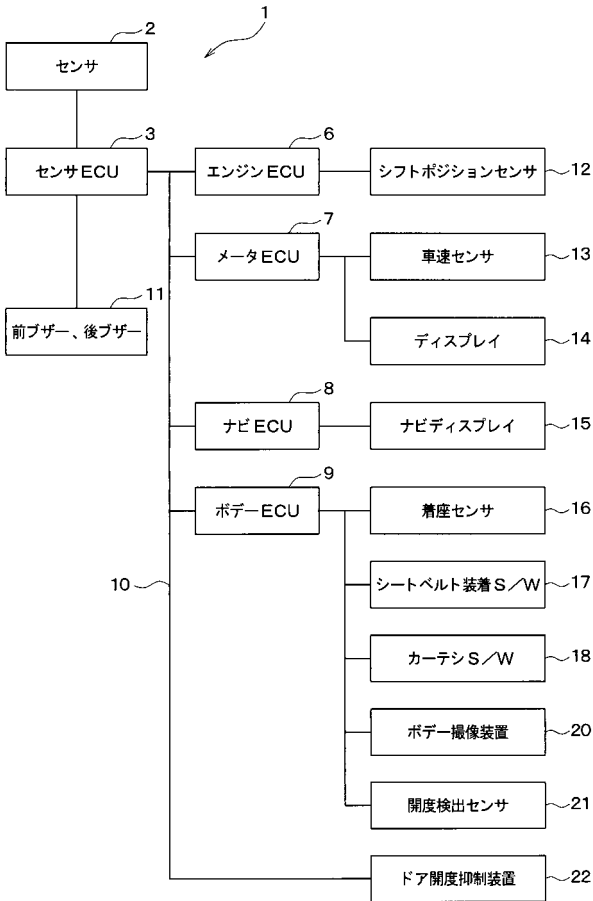 1
2
センサ
3
センサECU
11
前ブザー、後ブザー
6
エンジンECU
シフトポジションセンサ
12
7
メータECU
車速センサ
13
ディスプレイ
14
8
ナビECU
ナビディスプレイ
15
9
ボデーECU
着座センサ
16
10
シートベルト装着S/W
17
カーテシS/W
18
ボデー撮像装置
20
開度検出センサ
21
ドア開度抑制装置
22